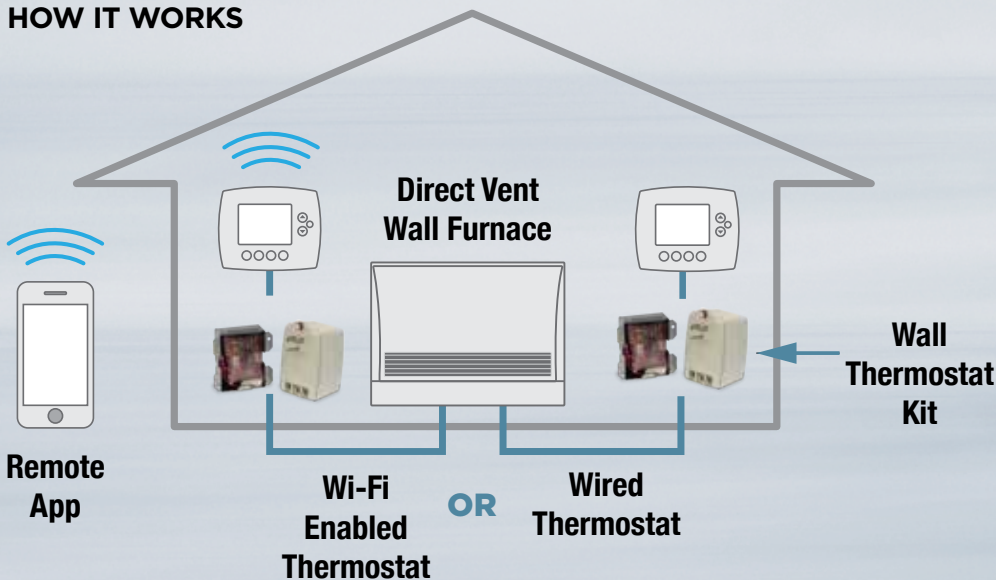 HOW IT WORKS
Direct Vent
Wall Furnace
Wall
Thermostat
Kit
Remote
App
Wi-Fi
Enabled
Thermostat
OR
Wired
Thermostat